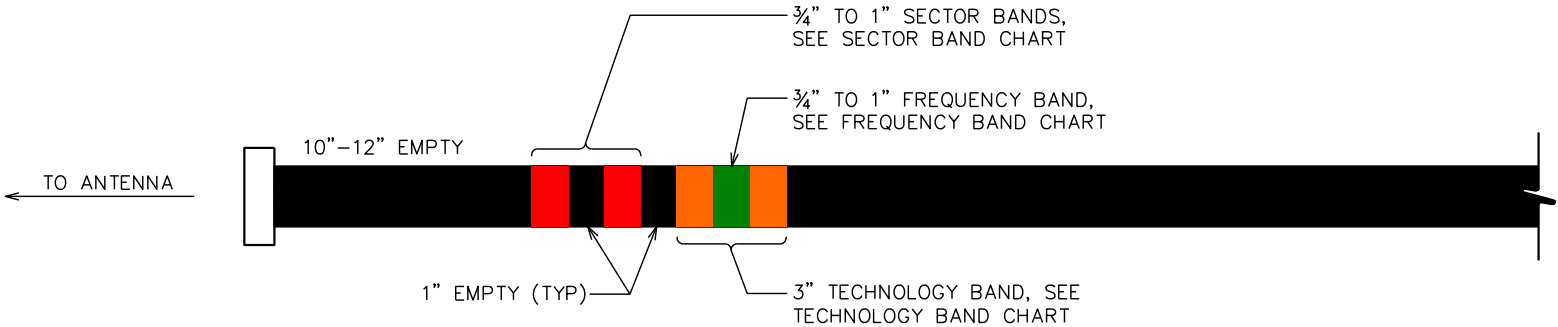 ¾” TO 1” SECTOR BANDS,
SEE SECTOR BAND CHART
¾” TO 1” FREQUENCY BAND,
SEE FREQUENCY BAND CHART
10”–12” EMPTY
TO ANTENNA
1” EMPTY (TYP)
3” TECHNOLOGY BAND, SEE
TECHNOLOGY BAND CHART